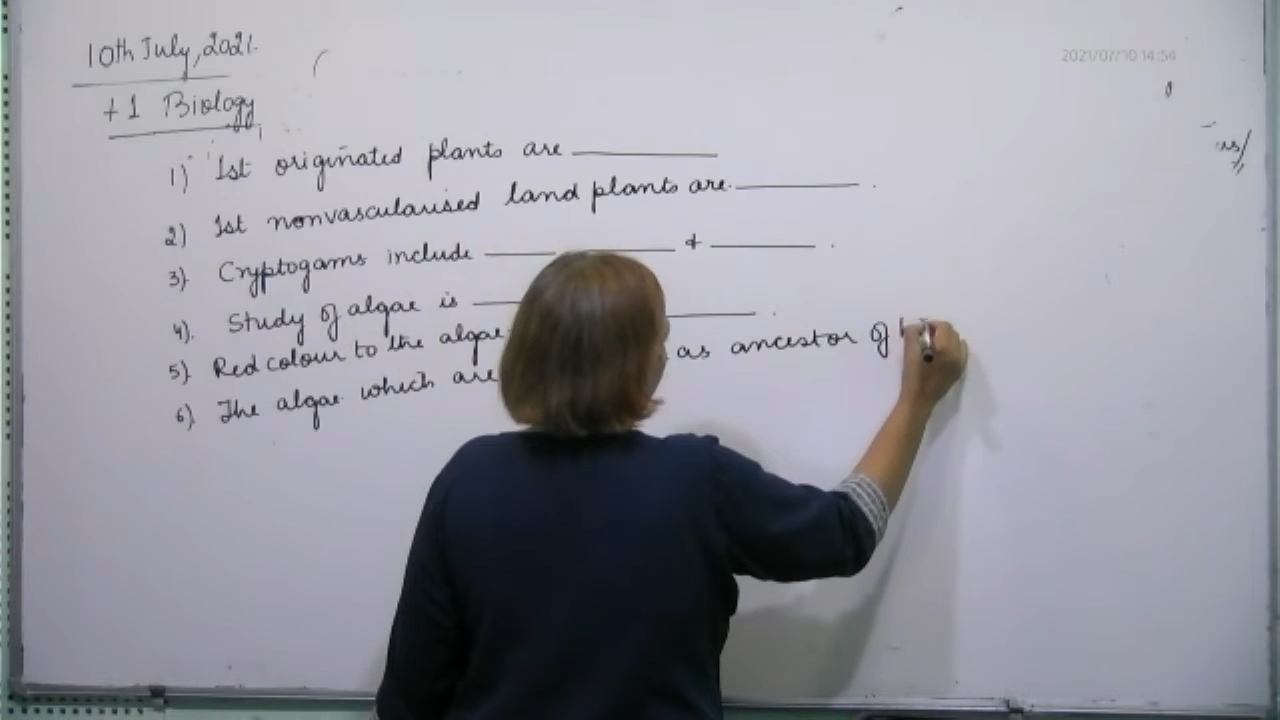 10th July, 2021.
2021/07/10 14:54
+1 Biology
1) 1st originated plants are ________
2) 1st nonvascularised land plants are ________.
3) Cryptogams include ________ & ________.
4). Study of algae is ________
5) Red colour to the algae ________.
6) The algae which are as ancestor of